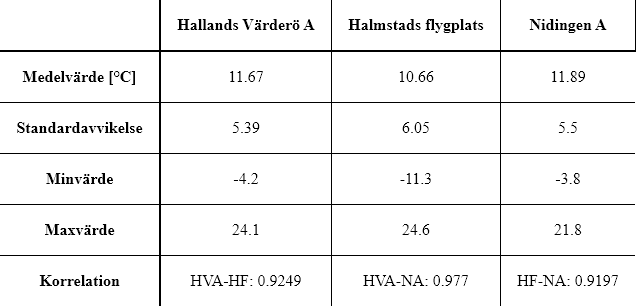 Hallands Värderö A Halmstads flygplats Nidingen A
Medelvärde [°C] 11.67 10.66 11.89
Standardavvikelse 5.39 6.05 5.5
Minvärde -4.2 -11.3 -3.8
Maxvärde 24.1 24.6 21.8
Korrelation HVA-HF: 0.9249 HVA-NA: 0.977 HF-NA: 0.9197